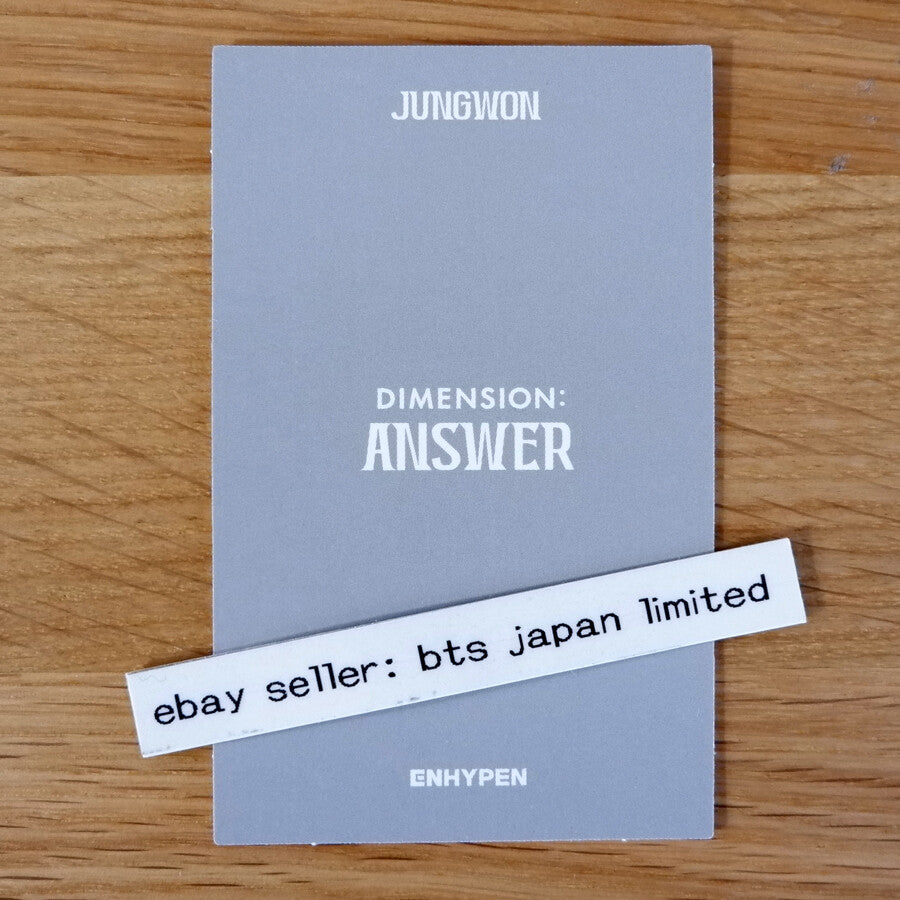 JUNGWON
DIMENSION:
ANSWER
ebay seller: bts japan limited
ENHYPEN